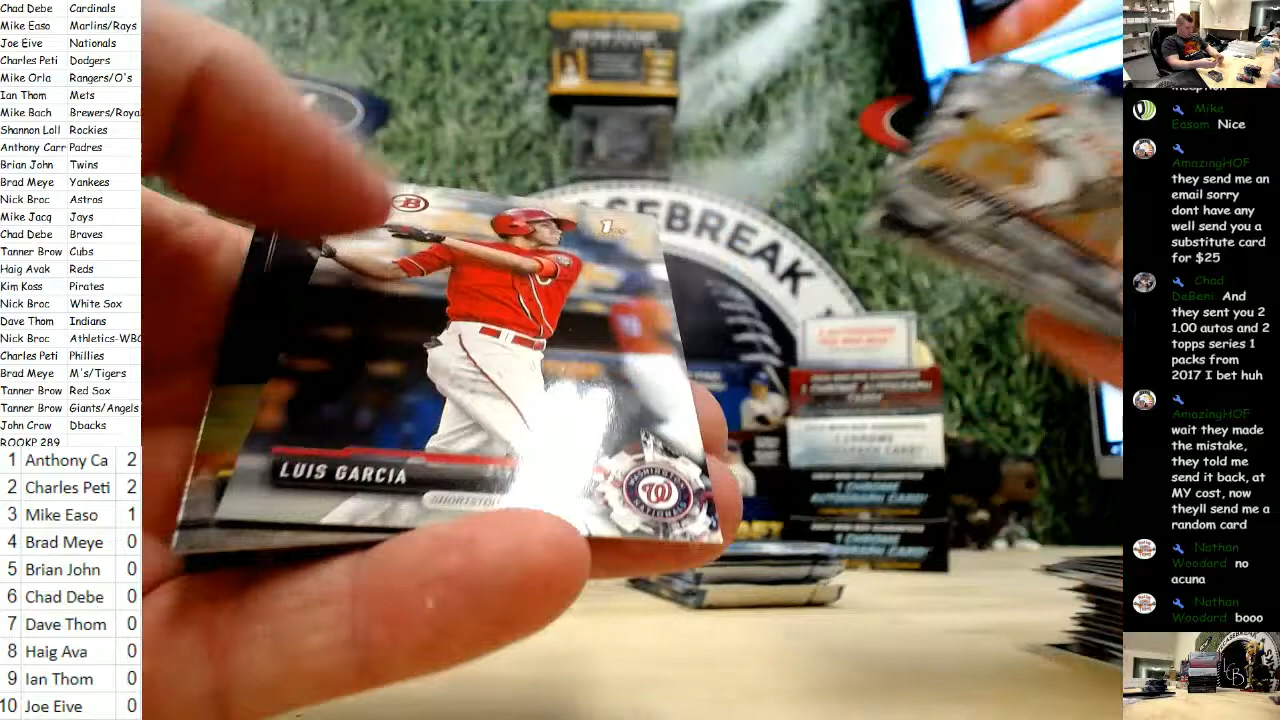 Chad Debe Cardinals
Mike Easo Marlins/Rays
Joe Eive Nationals
Charles Peti Dodgers
Mike Orla Rangers/O's
Ian Thom Mets
Mike Bach Brewers/Roya
Shannon Loll Rockies
Anthony Carr Padres
Brian John Twins
Brad Meye Yankees
Nick Broc Astros
Mike Jacq Jays
Chad Debe Braves
Tanner Brow Cubs
Haig Avak Reds
Kim Koss Pirates
Nick Broc White Sox
Dave Thom Indians
Nick Broc Athletics-WBC
Charles Peti Phillies
Brad Meye M's/Tigers
Tanner Brow Red Sox
Tanner Brow Giants/Angels
John Crow Dbacks
ROOKP 289
1 Anthony Ca 2
2 Charles Peti 2
3 Mike Easo 1
4 Brad Meye 0
5 Brian John 0
6 Chad Debe 0
7 Dave Thom 0
8 Haig Ava 0
9 Ian Thom 0
10 Joe Eive 0
B
1
LUIS GARCIA
SHORTSTOP
WASHINGTON
W
NATIONALS
ASEBREAK
inception
Mike
Easom Nice
AmazingHOF
they send me an
email sorry
dont have any
well send you a
substitute card
for $25
Chad
DeBeni And
they sent you 2
1.00 autos and 2
topps series 1
packs from
2017 I bet huh
AmazingHOF
wait they made
the mistake,
they told me
send it back, at
MY cost, now
theyll send me a
random card
Nathan
Woodard no
acuna
Nathan
Woodard booo